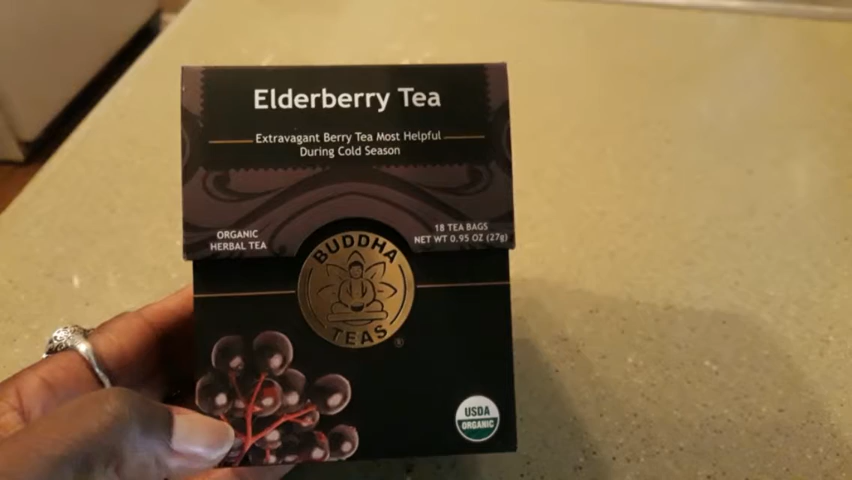 Elderberry Tea
Extravagant Berry Tea Most Helpful
During Cold Season
ORGANIC
HERBAL TEA
18 TEA BAGS
NET WT 0.95 OZ (27g)
BUDDHA
TEAS
®
USDA
ORGANIC